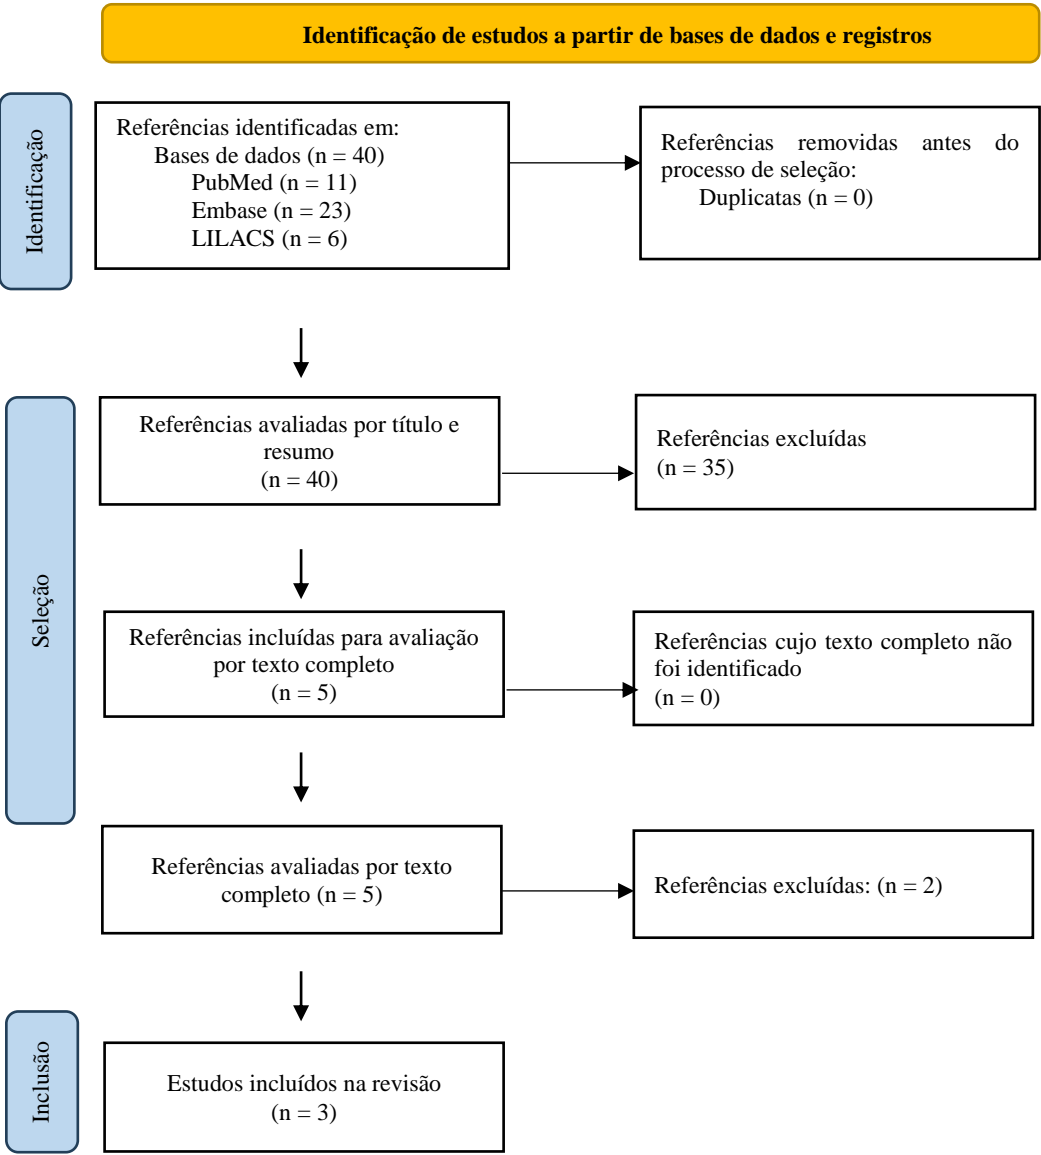 Identificação de estudos a partir de bases de dados e registros
Identificação
Referências identificadas em:
Bases de dados (n = 40)
PubMed (n = 11)
Embase (n = 23)
LILACS (n = 6)
Referências removidas antes do
processo de seleção:
Duplicatas (n = 0)
Seleção
Referências avaliadas por título e
resumo
(n = 40)
Referências excluídas
(n = 35)
Referências incluídas para avaliação
por texto completo
(n = 5)
Referências cujo texto completo não
foi identificado
(n = 0)
Referências avaliadas por texto
completo (n = 5)
Referências excluídas: (n = 2)
Inclusão
Estudos incluídos na revisão
(n = 3)